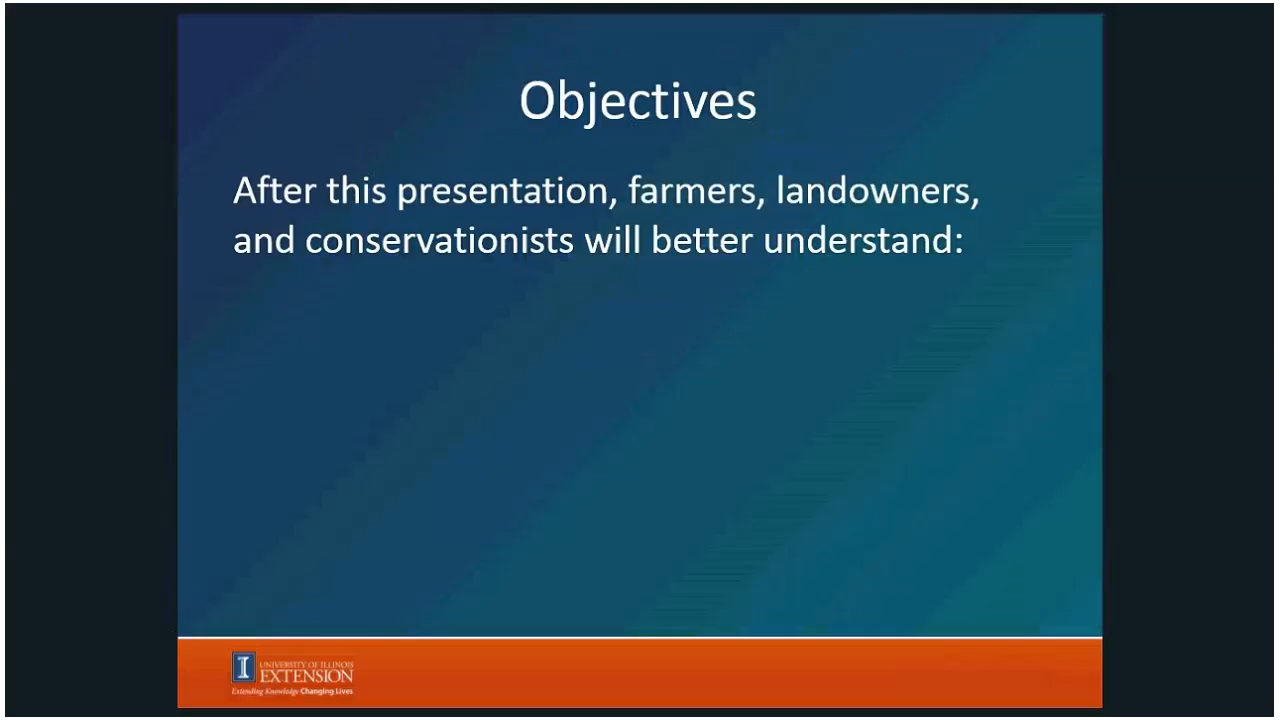 Objectives
After this presentation, farmers, landowners,
and conservationists will better understand:
I
UNIVERSITY OF ILLINOIS
EXTENSION
Extending Knowledge Changing Lives